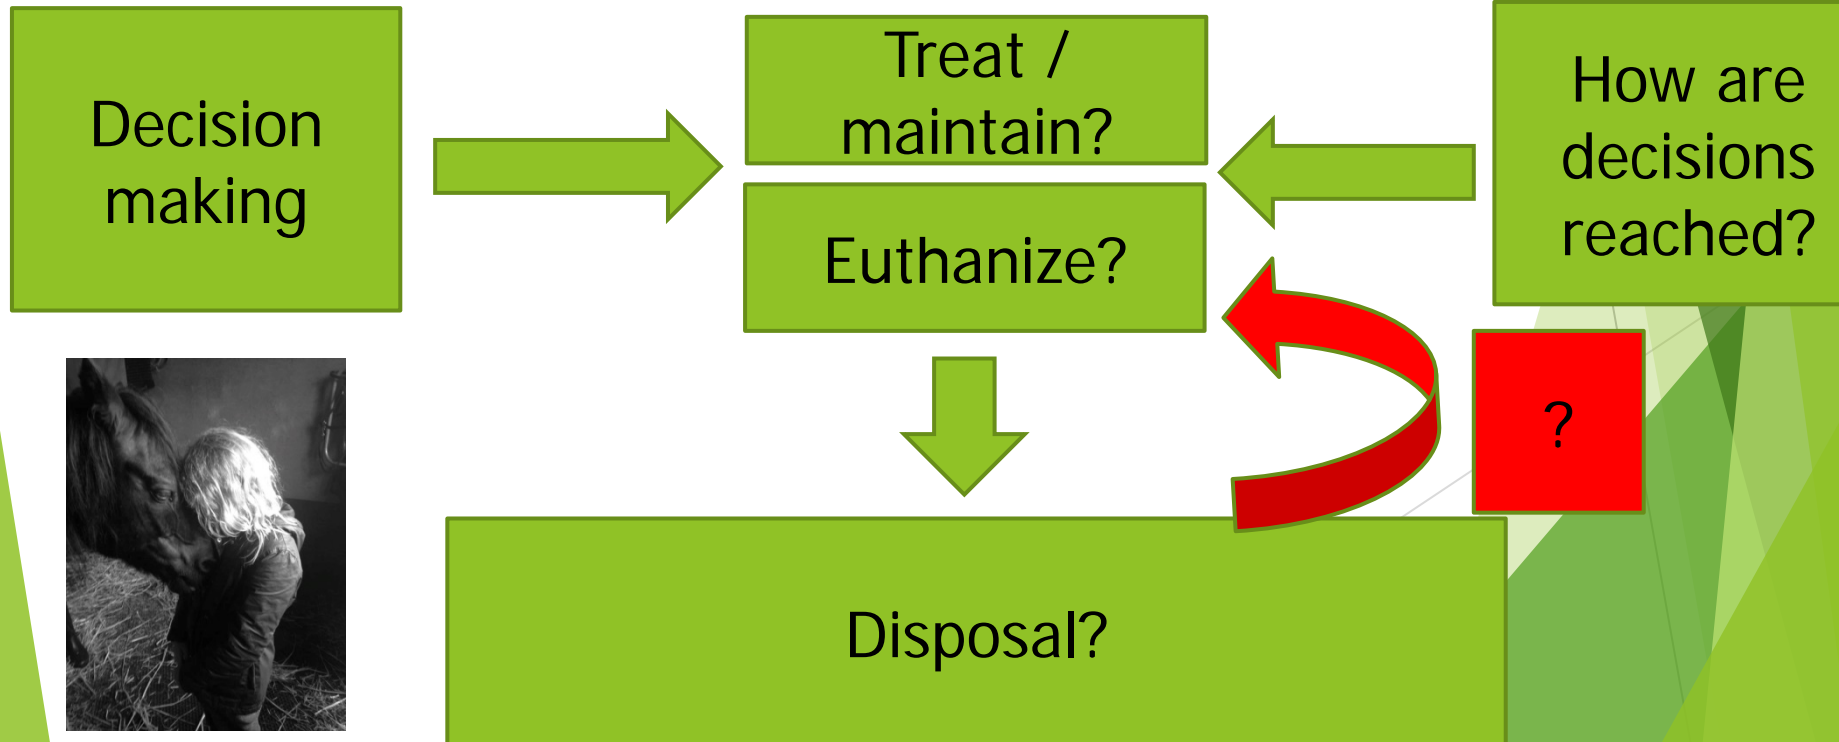 Decision
making
Treat /
maintain?
Euthanize?
How are
decisions
reached?
?
Disposal?